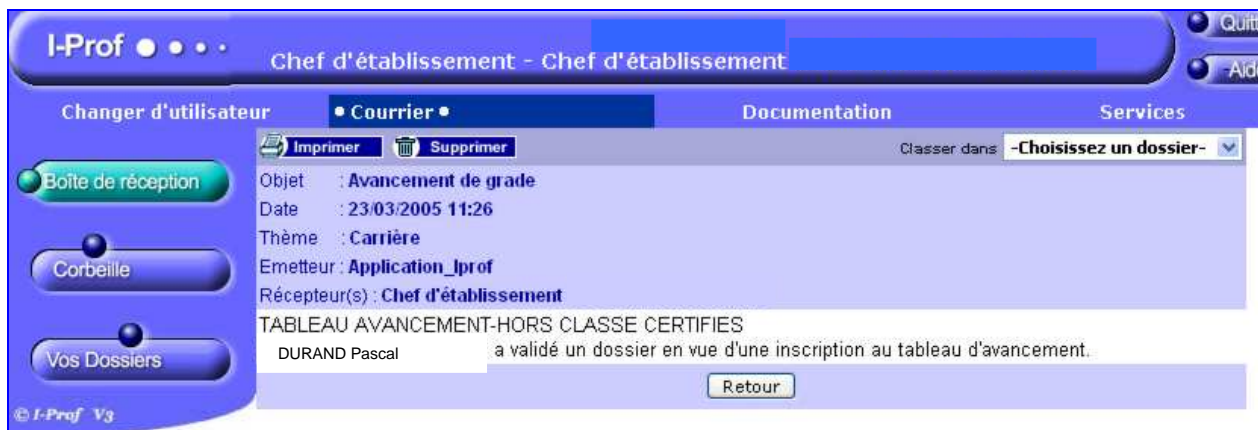 I-Prof
Chef d'établissement - Chef d'établissement
Quitt
-Aide
Changer d'utilisateur
• Courrier •
Documentation
Services
Imprimer
Supprimer
Classer dans -Choisissez un dossier-
Boîte de réception
Objet : Avancement de grade
Date : 23/03/2005 11:26
Thème : Carrière
Corbeille
Emetteur : Application_Iprof
Récepteur(s) : Chef d'établissement
TABLEAU AVANCEMENT-HORS CLASSE CERTIFIES
DURAND Pascal a validé un dossier en vue d'une inscription au tableau d'avancement.
Vos Dossiers
Retour
© I-Prof V3